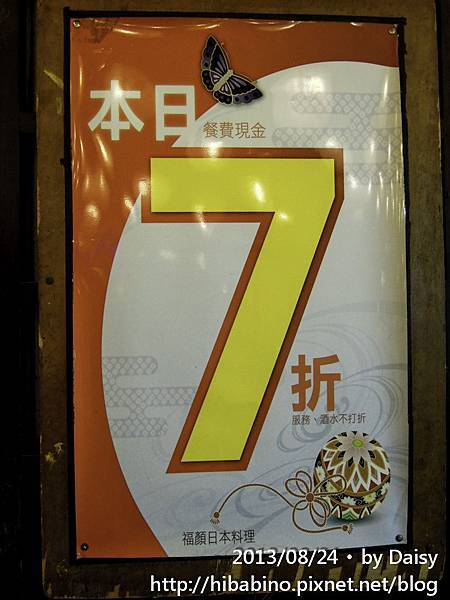 本日
餐費現金
7
折
服務、酒水不打折
福顏日本料理
2013/08/24 • by Daisy
http://hibabino.pixnet.net/blog